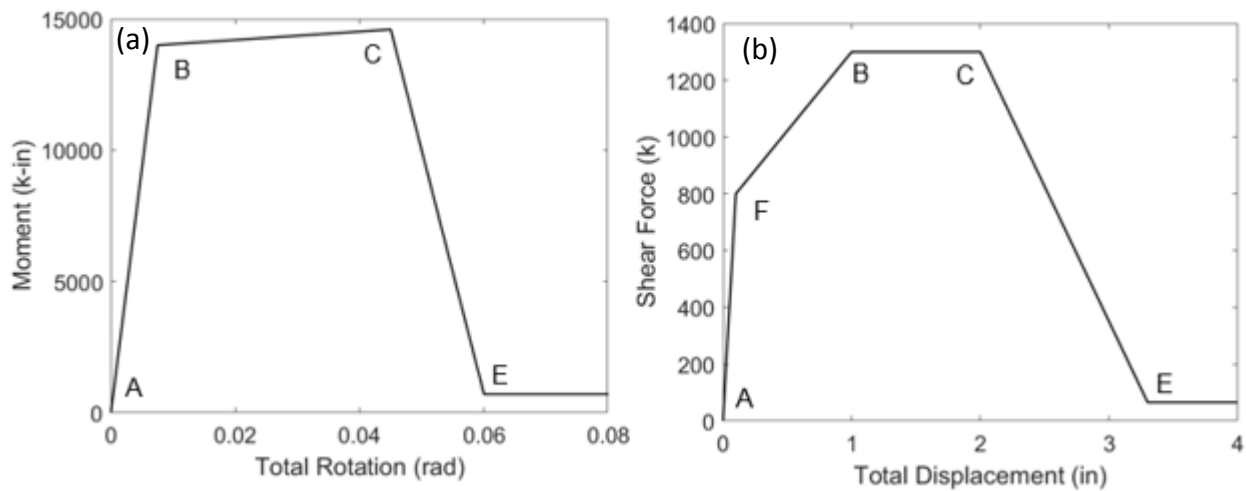 (a)
15000
10000
5000
0
Moment (k-in)
A
B
C
E
0 0.02 0.04 0.06 0.08
Total Rotation (rad)
(b)
1400
1200
1000
800
600
400
200
0
Shear Force (k)
A
F
B
C
E
0 1 2 3 4
Total Displacement (in)